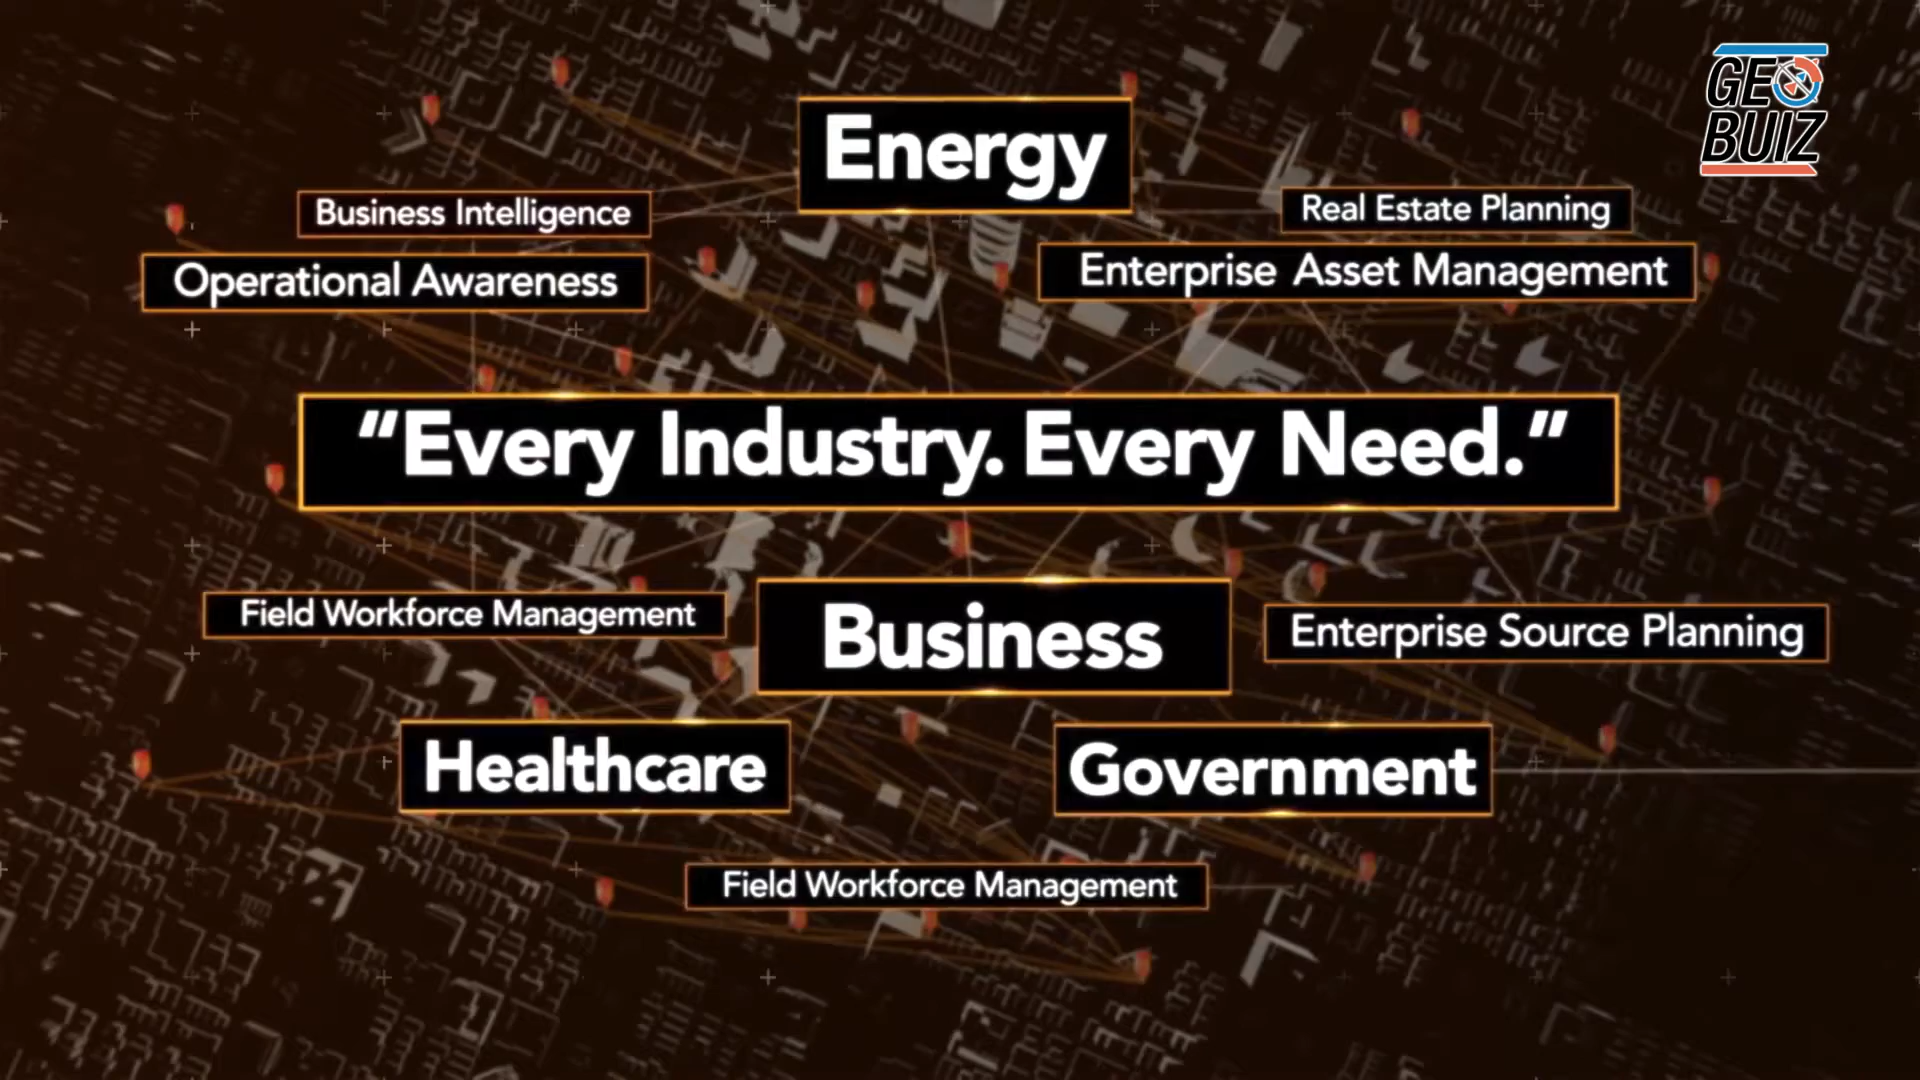 GEO
BUIZ
Energy
Business Intelligence
Real Estate Planning
Operational Awareness
Enterprise Asset Management
“Every Industry. Every Need.”
Field Workforce Management
Business
Enterprise Source Planning
Healthcare
Government
Field Workforce Management